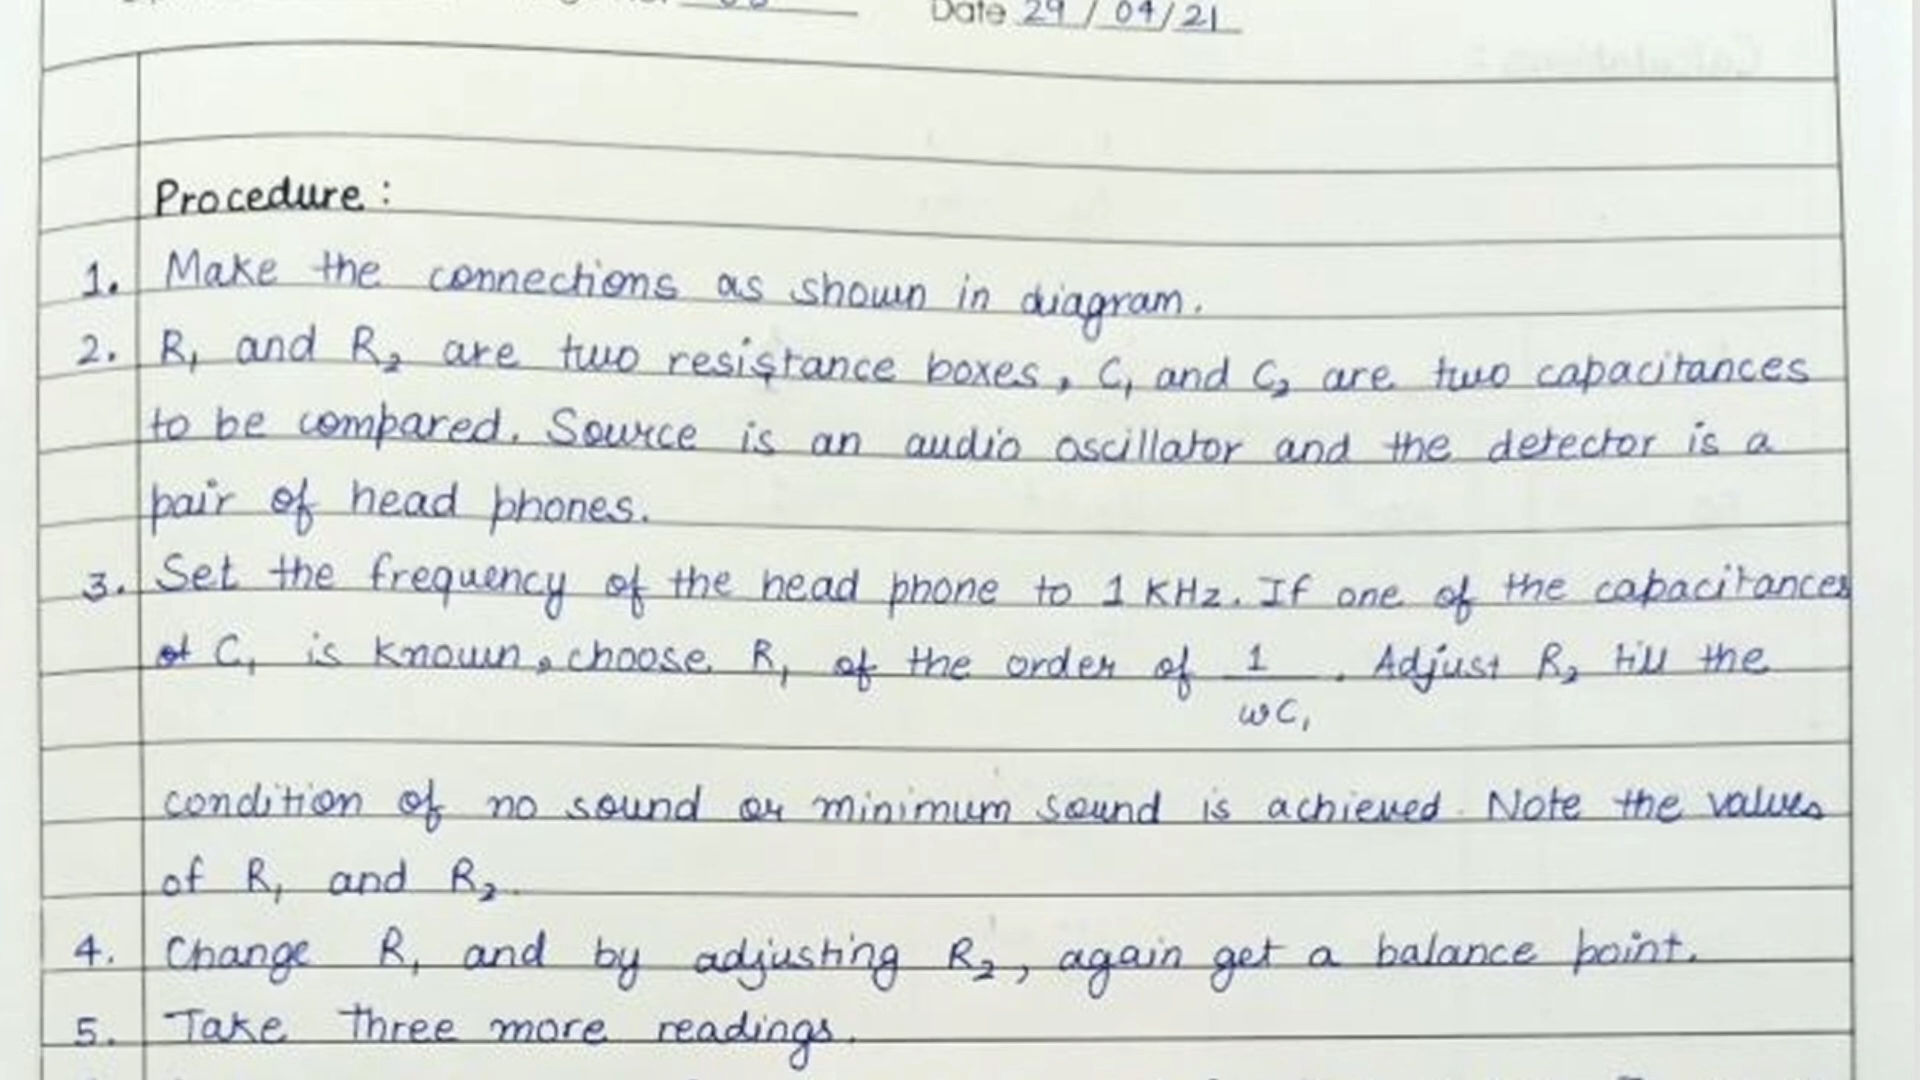 Date 29/04/21
Procedure :
1. Make the connections as shown in diagram.
2. R₁ and R₂ are two resistance boxes, C₁ and C₂ are two capacitances
to be compared. Source is an audio oscillator and the detector is a
pair of head phones.
3. Set the frequency of the head phone to 1 KHz. If one of the capacitances
of C₁ is known, choose R₁ of the order of 1/ωC₁. Adjust R₂ till the
condition of no sound or minimum sound is achieved. Note the values
of R₁ and R₂.
4. Change R₁ and by adjusting R₂, again get a balance point.
5. Take three more readings.